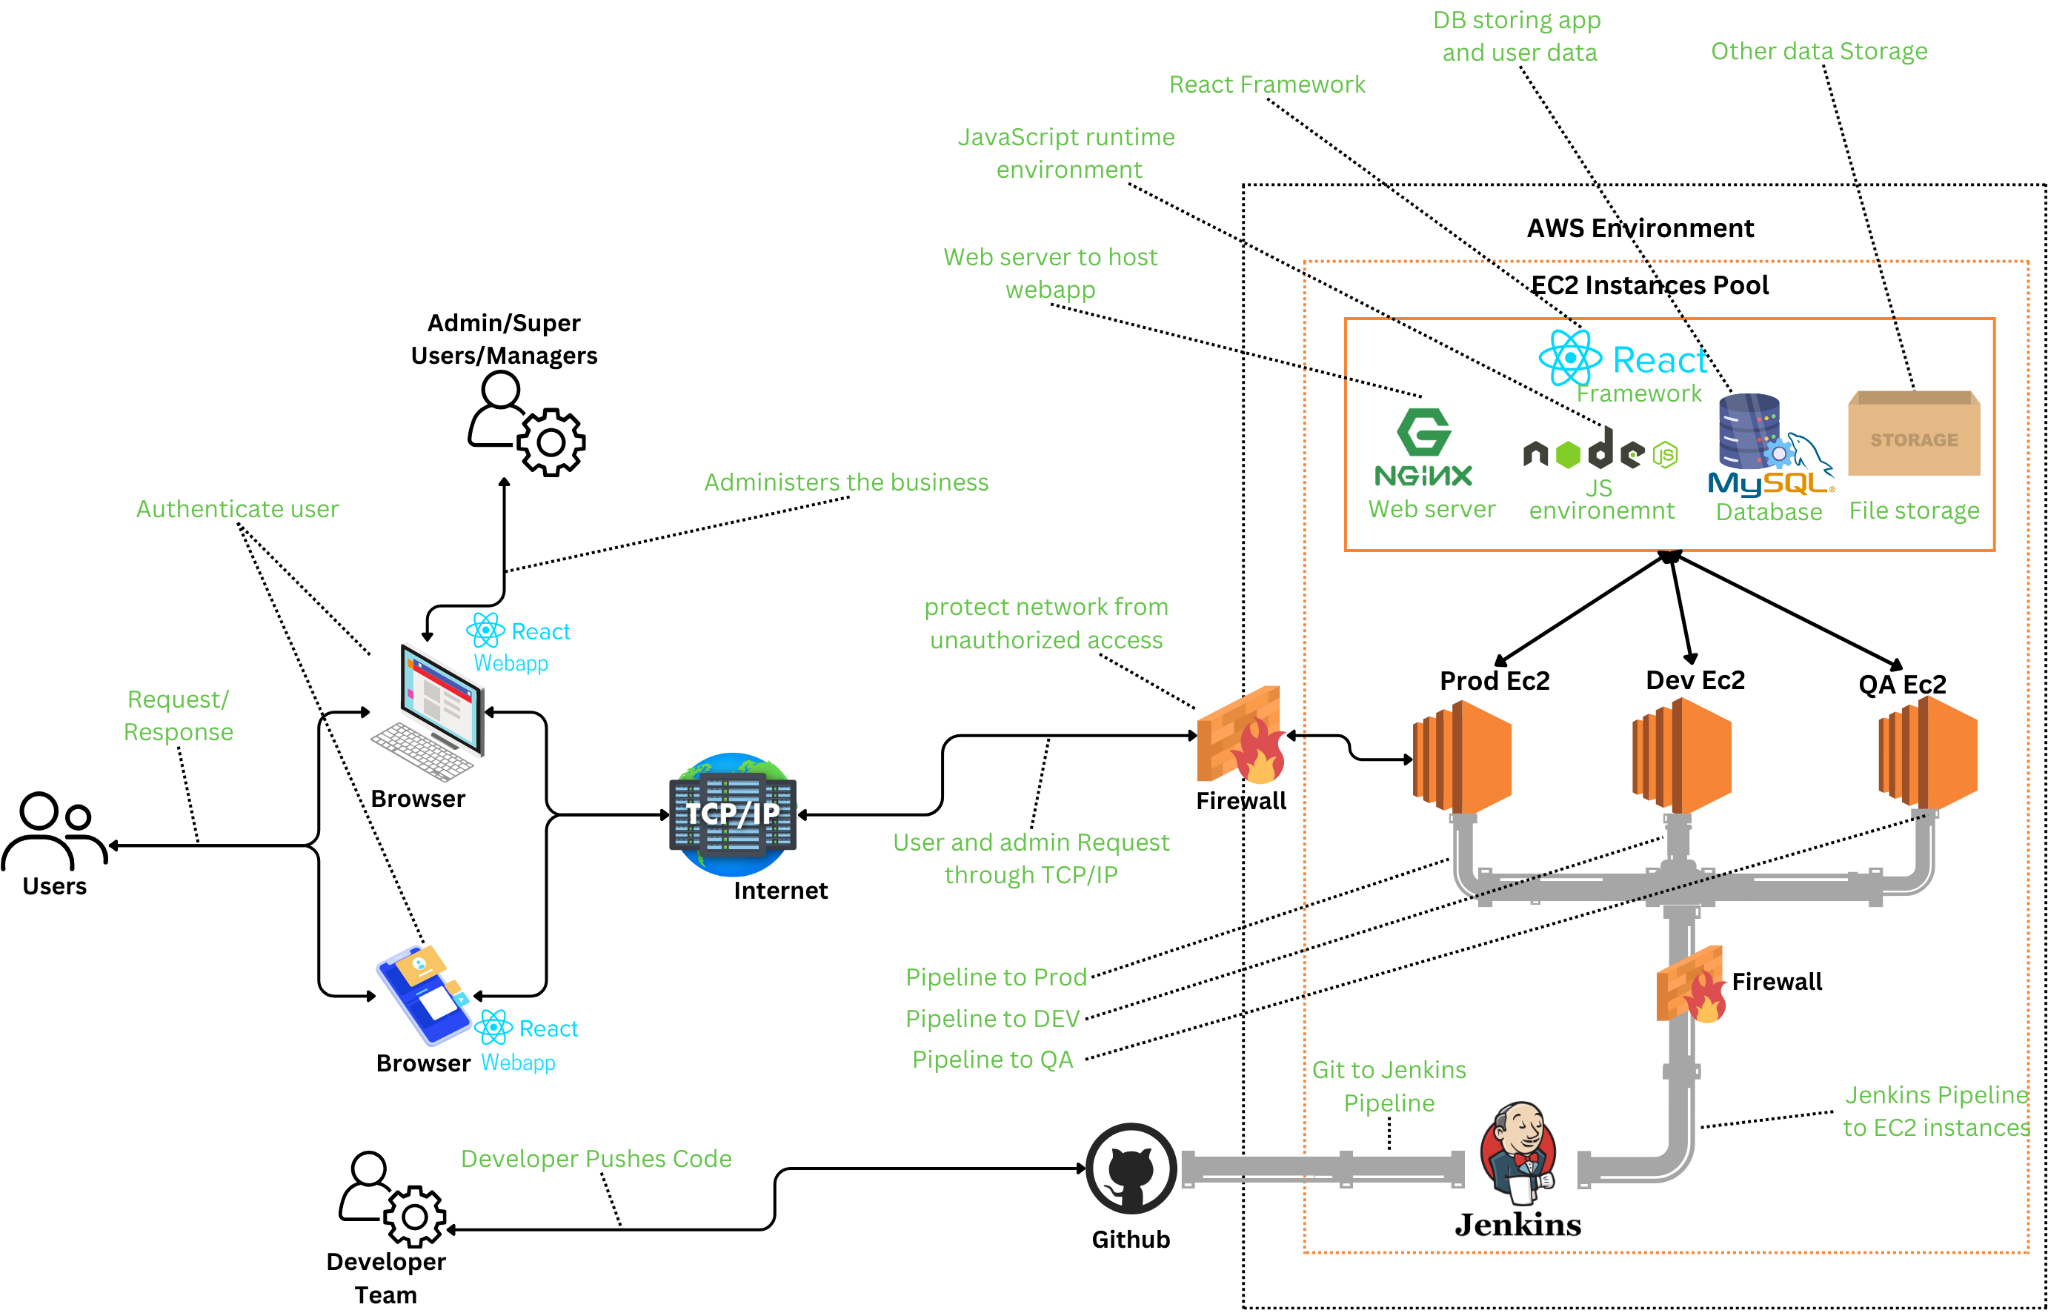 DB storing app
and user data
Other data Storage
React Framework
JavaScript runtime
environment
AWS Environment
Web server to host
webapp
EC2 Instances Pool
Admin/Super
Users/Managers
React
Framework
STORAGE
NGiNX
node
JS
MySQL®
Web server
JS
environemnt
Database
File storage
Authenticate user
Administers the business
React
Webapp
protect network from
unauthorized access
Request/
Response
Prod Ec2
Dev Ec2
QA Ec2
Browser
Firewall
TCP/IP
Users
Internet
User and admin Request
through TCP/IP
Pipeline to Prod
Pipeline to DEV
Pipeline to QA
Firewall
React
Webapp
Browser
Git to Jenkins
Pipeline
Jenkins Pipeline
to EC2 instances
Developer Pushes Code
Github
Jenkins
Developer
Team